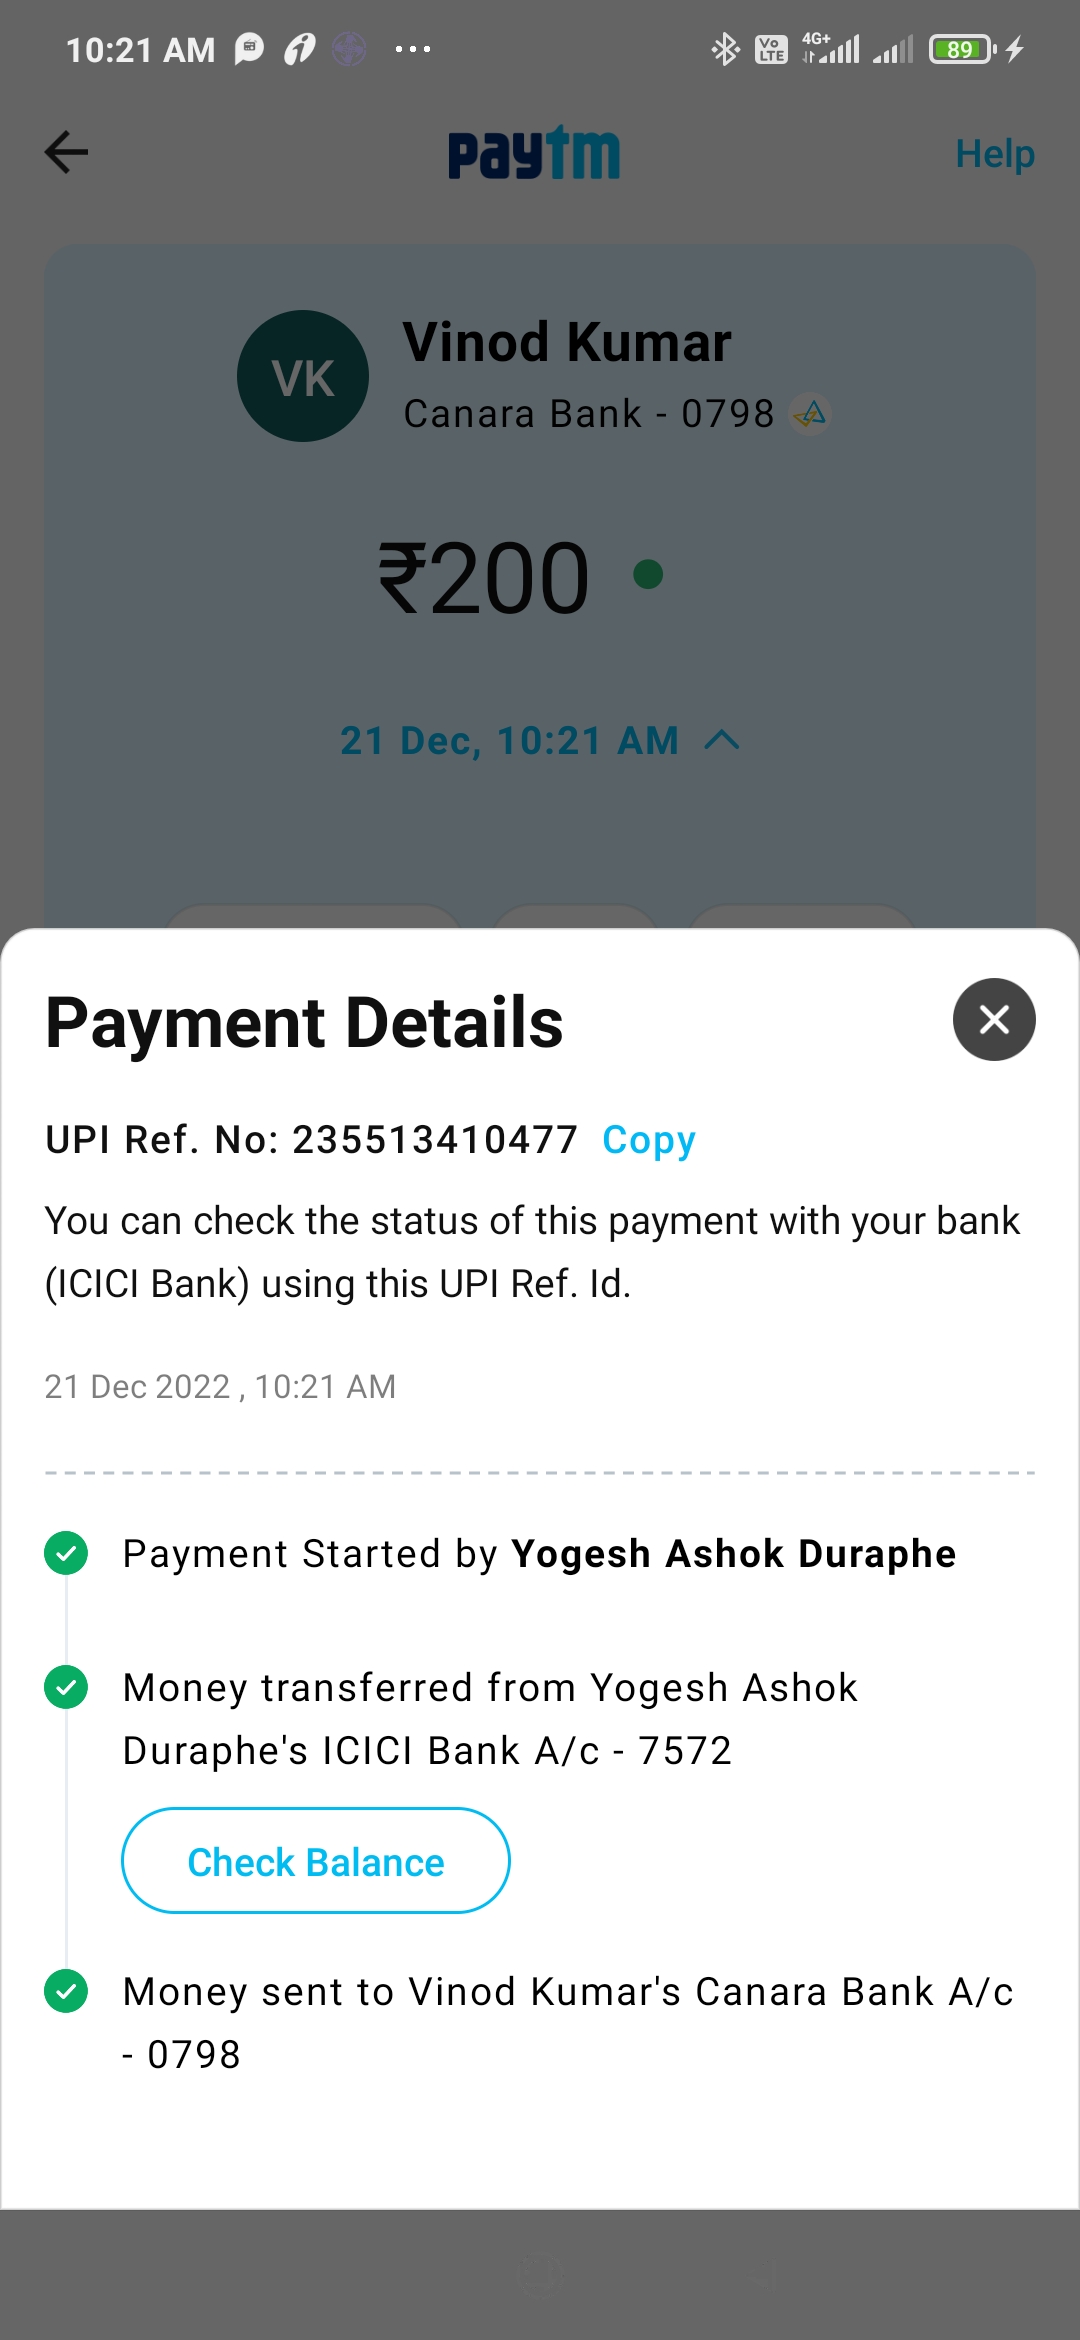 10:21 AM
Vo LTE 4G+ 89
paytm
Help
VK
Vinod Kumar
Canara Bank - 0798
₹200
21 Dec, 10:21 AM
Payment Details
UPI Ref. No: 235513410477 Copy
You can check the status of this payment with your bank
(ICICI Bank) using this UPI Ref. Id.
21 Dec 2022 , 10:21 AM
Payment Started by Yogesh Ashok Duraphe
Money transferred from Yogesh Ashok
Duraphe's ICICI Bank A/c - 7572
Check Balance
Money sent to Vinod Kumar's Canara Bank A/c
- 0798